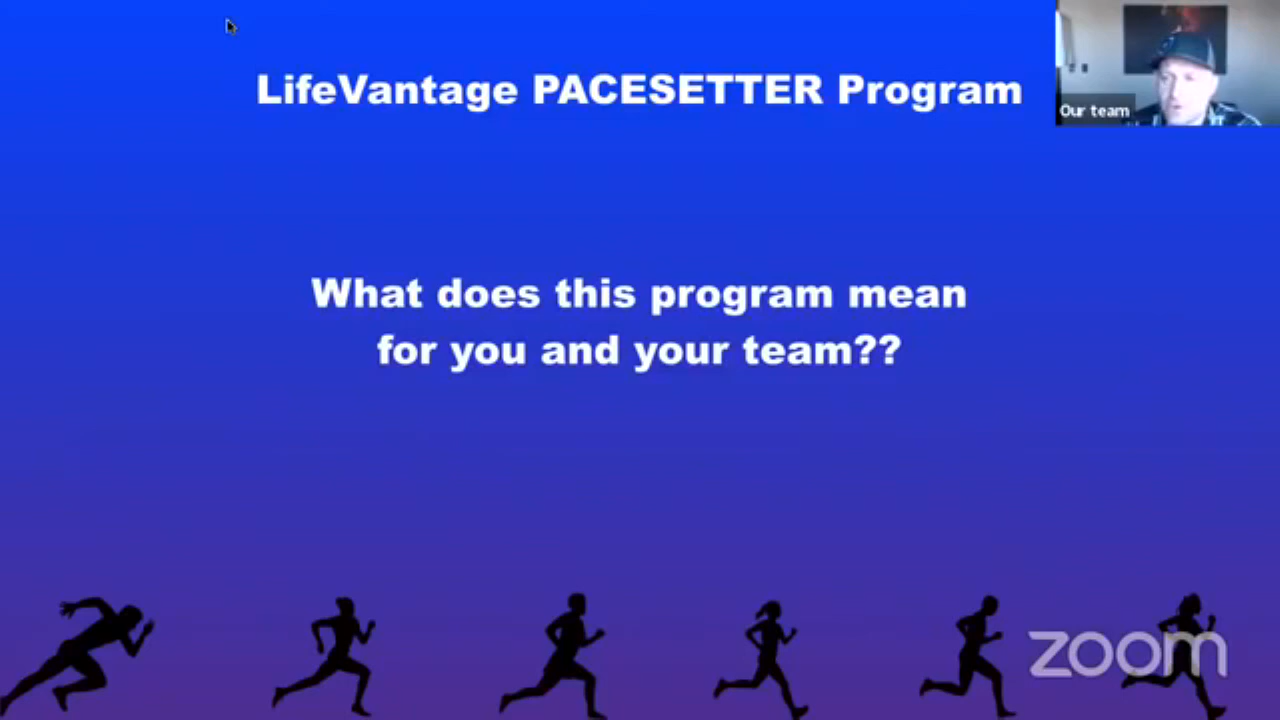 LifeVantage PACESETTER Program
Our team
What does this program mean
for you and your team??
zoom